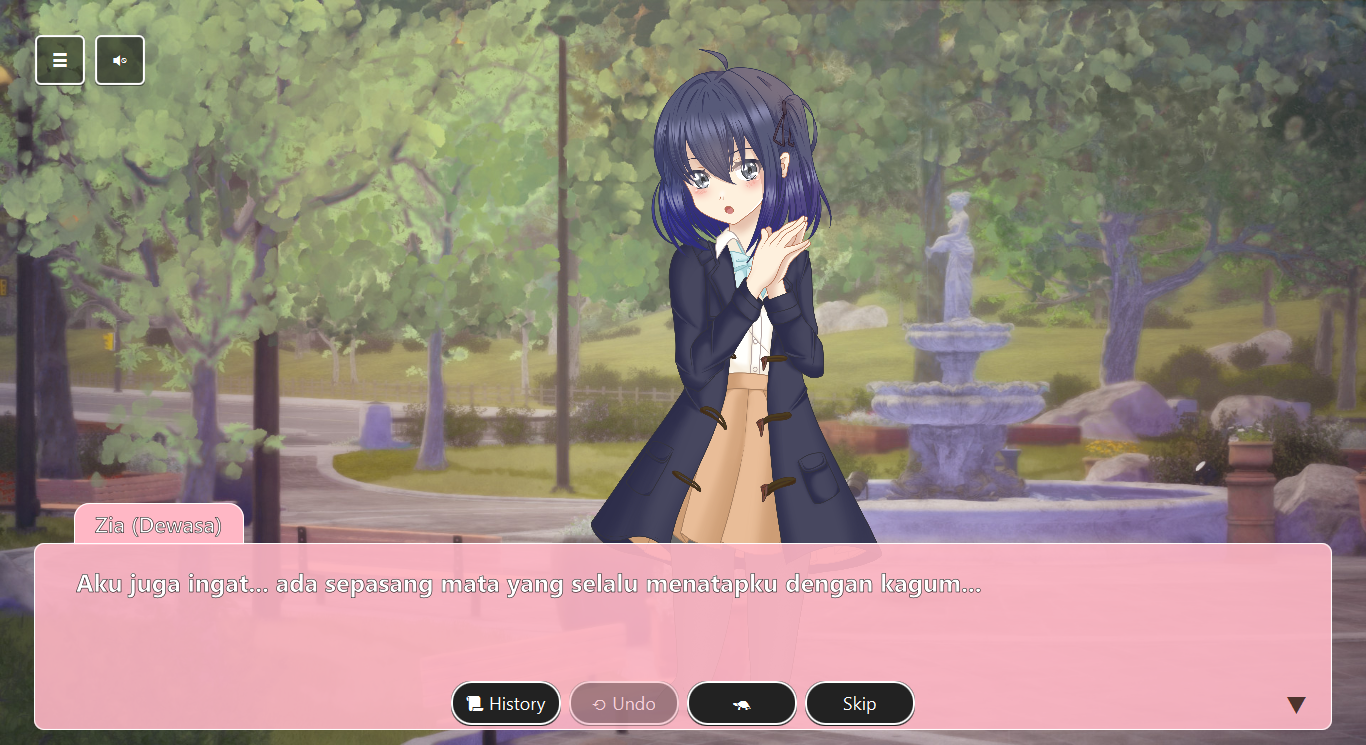 Zia (Dewasa)
Aku juga ingat... ada sepasang mata yang selalu menatapku dengan kagum...
History
Undo
Skip